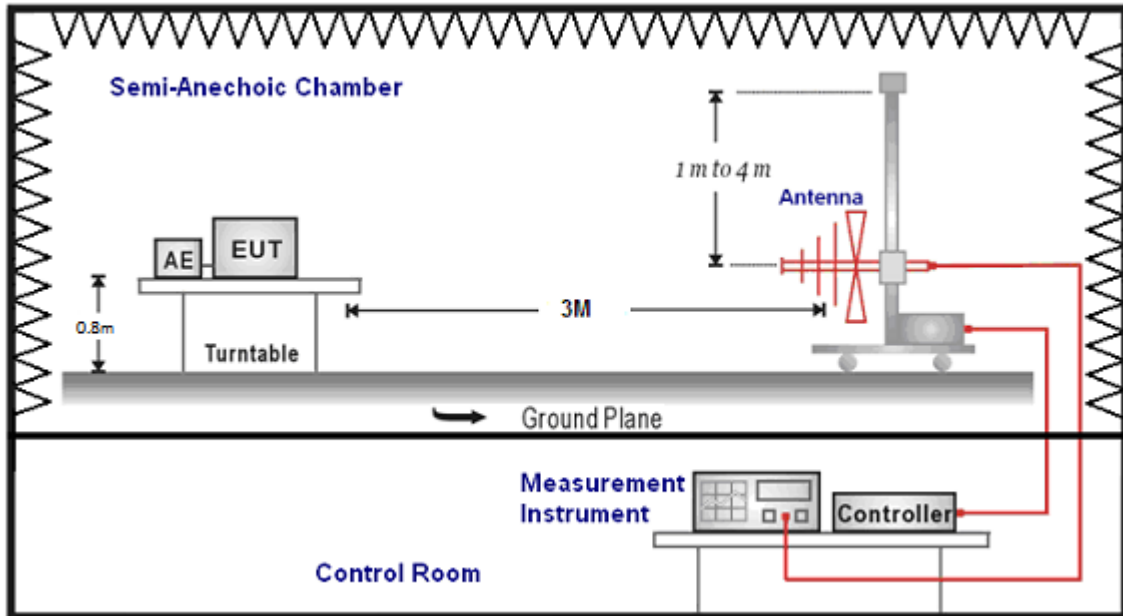 Semi-Anechoic Chamber
1 m to 4 m
Antenna
AE
EUT
3M
0.8m
Turntable
Ground Plane
Measurement
Instrument
Controller
Control Room